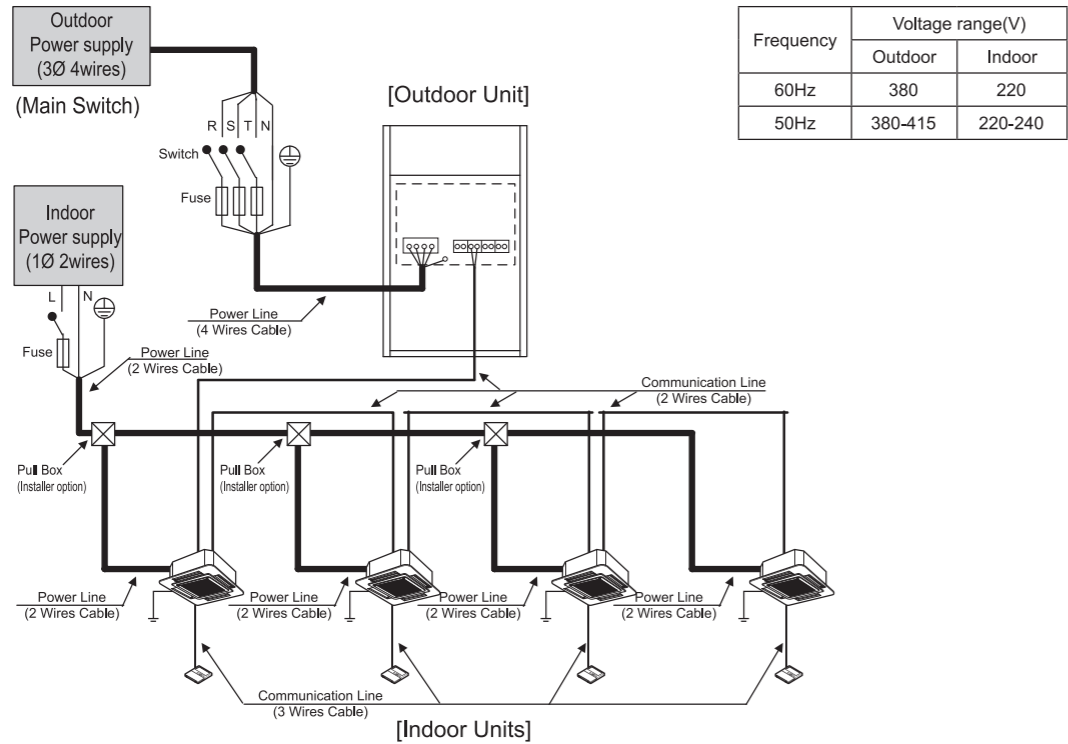 Outdoor
Power supply
(3Ø 4wires)
(Main Switch)
R S T N
Switch
Fuse
[Outdoor Unit]
Frequency
Voltage range(V)
Outdoor Indoor
60Hz 380 220
50Hz 380-415 220-240
Indoor
Power supply
(1Ø 2wires)
L N
Fuse
Power Line
(2 Wires Cable)
Power Line
(4 Wires Cable)
Communication Line
(2 Wires Cable)
Pull Box
(Installer option)
Pull Box
(Installer option)
Pull Box
(Installer option)
Power Line
(2 Wires Cable)
Power Line
(2 Wires Cable)
Power Line
(2 Wires Cable)
Power Line
(2 Wires Cable)
Communication Line
(3 Wires Cable)
[Indoor Units]